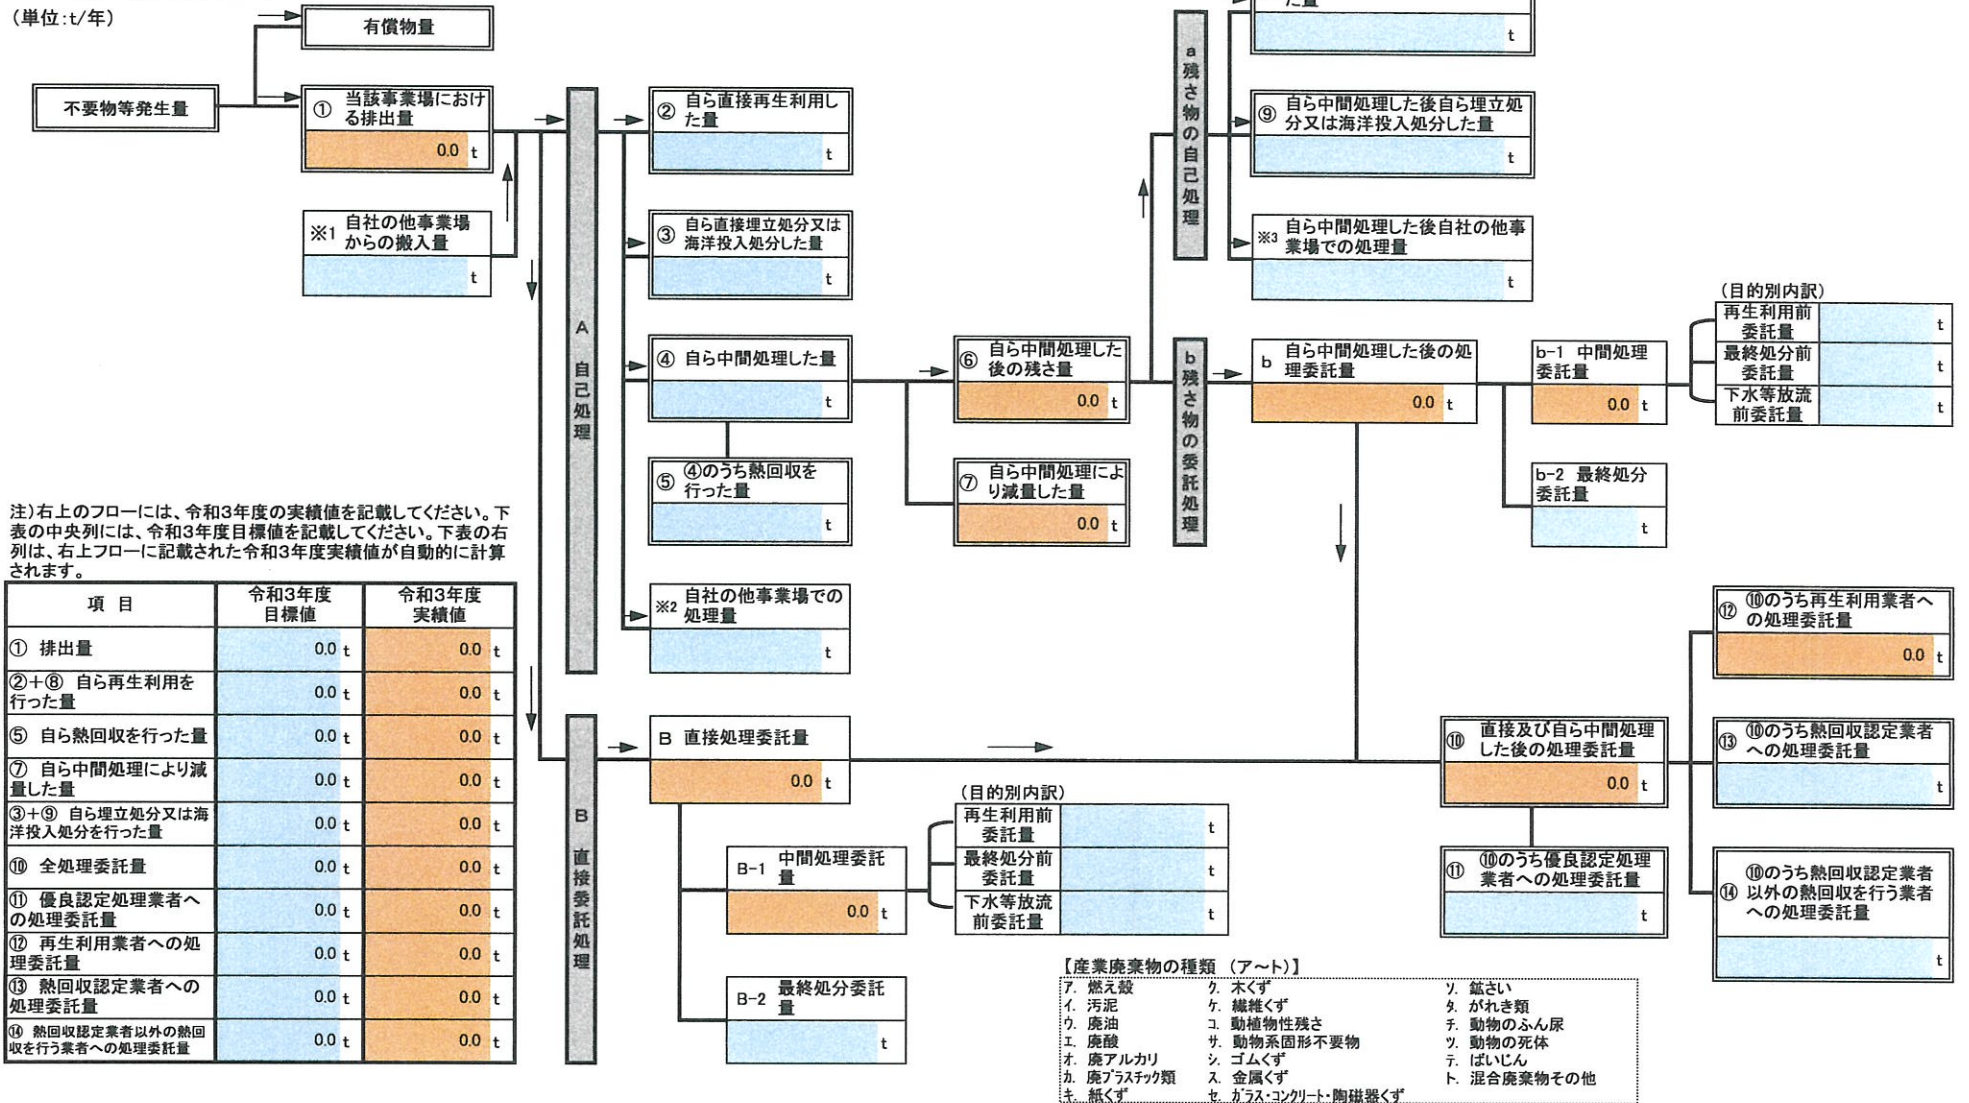 (単位:t/年)
有償物量
不要物等発生量
① 当該事業場におけ
る排出量
0.0 t
※1 自社の他事業場
からの搬入量
t
A 自己処理
② 自ら直接再生利用し
た量
t
③ 自ら直接埋立処分又は
海洋投入処分した量
t
④ 自ら中間処理した量
t
⑤ ④のうち熱回収を
行った量
t
※2 自社の他事業場での
処理量
t
⑥ 自ら中間処理した
後の残さ量
0.0 t
⑦ 自ら中間処理によ
り減量した量
0.0 t
a 残さ物の自己処理
た量
t
⑨ 自ら中間処理した後自ら埋立処
分又は海洋投入処分した量
t
※3 自ら中間処理した後自社の他事
業場での処理量
t
b 残さ物の委託処理
b 自ら中間処理した後の処
理委託量
0.0 t
b-1 中間処理
委託量
0.0 t
b-2 最終処分
委託量
t
(目的別内訳)
再生利用前
委託量
t
最終処分前
委託量
t
下水等放流
前委託量
t
注)右上のフローには、令和3年度の実績値を記載してください。下
表の中央列には、令和3年度目標値を記載してください。下表の右
列は、右上フローに記載された令和3年度実績値が自動的に計算
されます。
項 目 令和3年度 目標値 令和3年度 実績値
① 排出量 0.0 t 0.0 t
②+⑧ 自ら再生利用を
行った量 0.0 t 0.0 t
⑤ 自ら熱回収を行った量 0.0 t 0.0 t
⑦ 自ら中間処理により減
量した量 0.0 t 0.0 t
③+⑨ 自ら埋立処分又は海
洋投入処分を行った量 0.0 t 0.0 t
⑩ 全処理委託量 0.0 t 0.0 t
⑪ 優良認定処理業者へ
の処理委託量 0.0 t 0.0 t
⑫ 再生利用業者への処
理委託量 0.0 t 0.0 t
⑬ 熱回収認定業者への
処理委託量 0.0 t 0.0 t
⑭ 熱回収認定業者以外の熱回
収を行う業者への処理委託量 0.0 t 0.0 t
B 直接委託処理
B 直接処理委託量
0.0 t
B-1 中間処理委託
量
0.0 t
B-2 最終処分委託
量
t
(目的別内訳)
再生利用前
委託量
t
最終処分前
委託量
t
下水等放流
前委託量
t
⑩ 直接及び自ら中間処理
した後の処理委託量
0.0 t
⑪ ⑩のうち優良認定処理
業者への処理委託量
t
⑫ ⑩のうち再生利用業者へ
の処理委託量
0.0 t
⑬ ⑩のうち熱回収認定業者
への処理委託量
t
⑭ ⑩のうち熱回収認定業者
以外の熱回収を行う業者
への処理委託量
t
【産業廃棄物の種類 (ア~ト)】
ア. 燃え殻 ク. 木くず ソ. 鉱さい
イ. 汚泥 ケ. 繊維くず タ. がれき類
ウ. 廃油 コ. 動植物性残さ チ. 動物のふん尿
エ. 廃酸 サ. 動物系固形不要物 ツ. 動物の死体
オ. 廃アルカリ シ. ゴムくず テ. ばいじん
カ. 廃プラスチック類 ス. 金属くず ト. 混合廃棄物その他
キ. 紙くず セ. ガラス・コンクリート・陶磁器くず